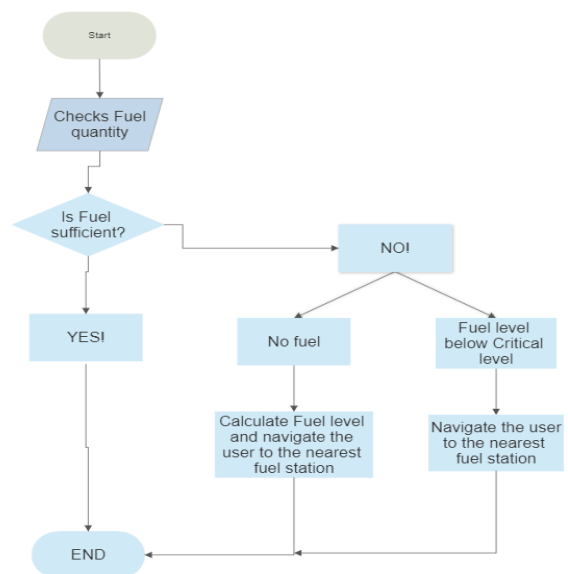 Start
Checks Fuel
quantity
Is Fuel
sufficient?
NO!
YES!
No fuel
Fuel level
below Critical
level
Calculate Fuel level
and navigate the
user to the nearest
fuel station
Navigate the user
to the nearest
fuel station
END